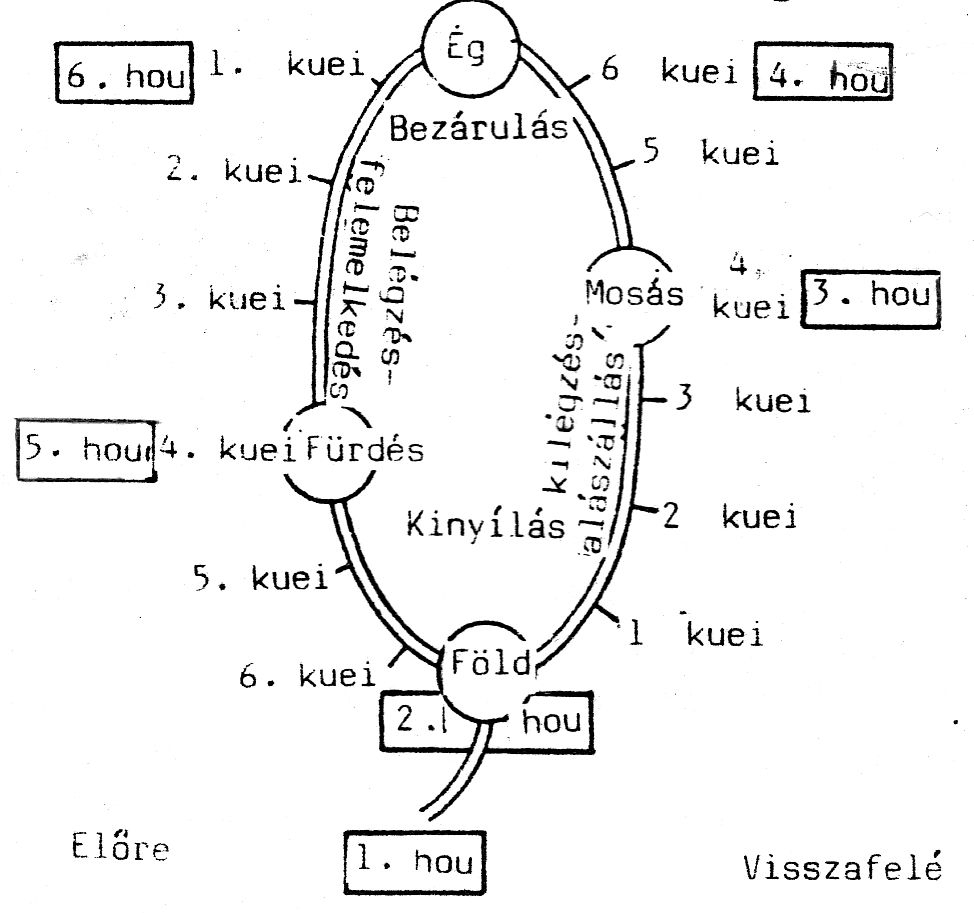 Ég
6. hou 1. kuei
6 kuei 4. hou
Bezárulás
2. kuei
5 kuei
felemelkedés
Belégzés-
3. kuei
Mosás
4.
kuei 3. hou
kilégzés-
alászállás
3 kuei
5. hou 4. kuei Fürdés
Kinyílás
2 kuei
5. kuei
1 kuei
6. kuei
Föld
2. hou
Előre
1. hou
Visszafelé